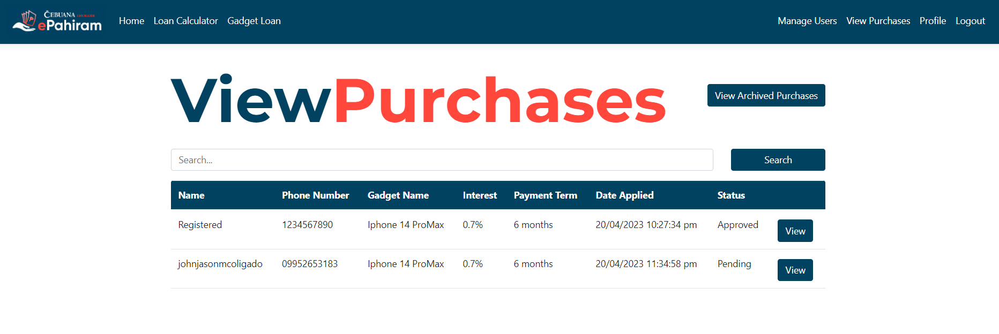 CEBUANA LHUILLIER
ePahiram
Home Loan Calculator Gadget Loan Manage Users View Purchases Profile Logout
ViewPurchases
View Archived Purchases
Search...
Search
Name Phone Number Gadget Name Interest Payment Term Date Applied Status
Registered 1234567890 Iphone 14 ProMax 0.7% 6 months 20/04/2023 10:27:34 pm Approved View
johnjasonmcoligado 09952653183 Iphone 14 ProMax 0.7% 6 months 20/04/2023 11:34:58 pm Pending View